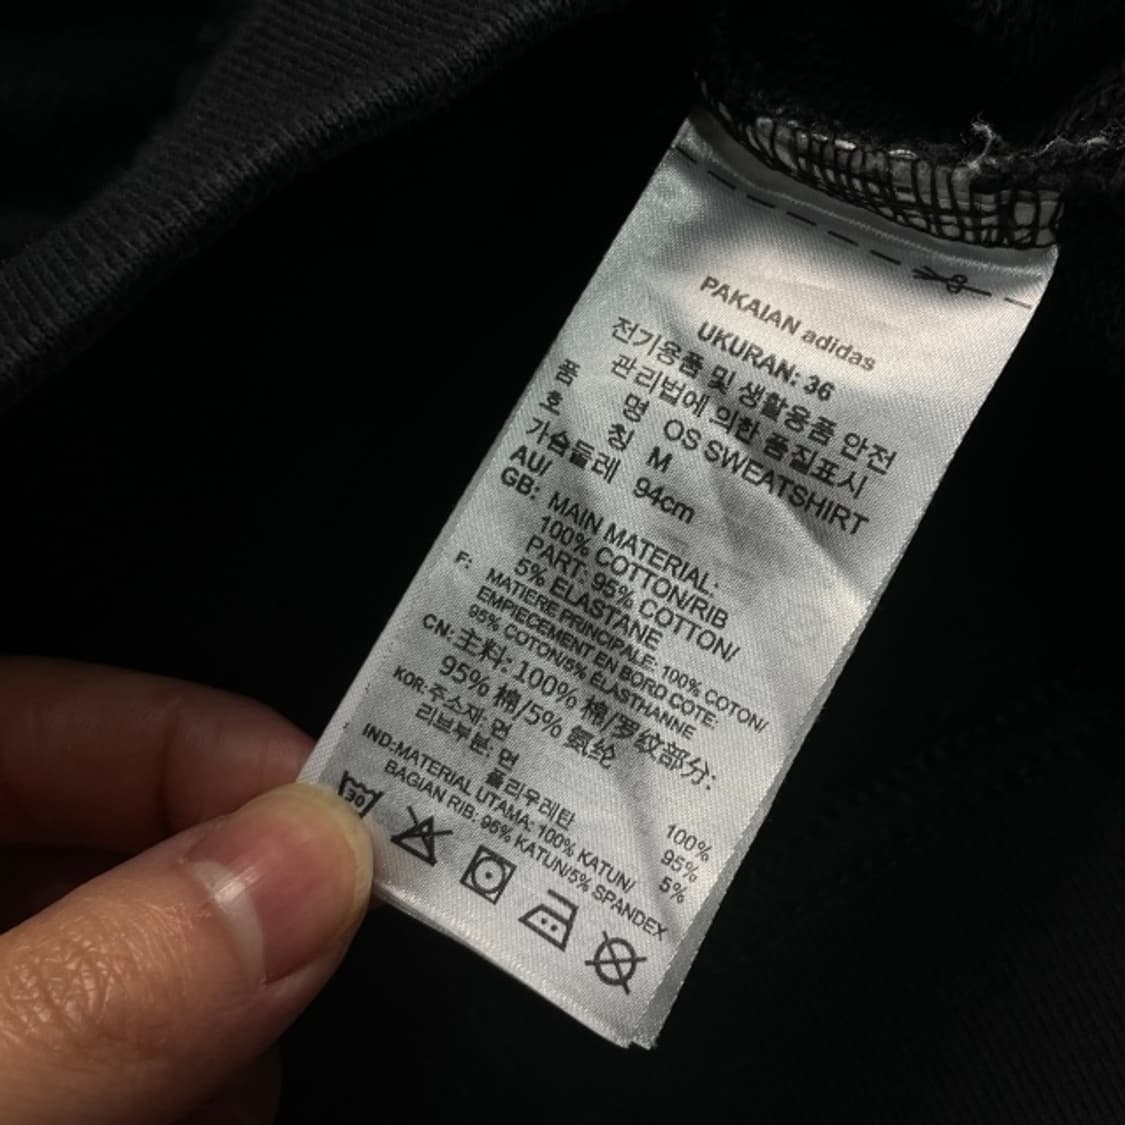 PAKAIAN adidas
UKURAN: 36
전기용품 및 생활용품 안전
관리법에 의한 품질표시
품 명 OS SWEATSHIRT
호 칭 M
가슴둘레 94cm
AU/
GB: MAIN MATERIAL:
100% COTTON/RIB
PART: 95% COTTON/
5% ELASTANE
F: MATIERE PRINCIPALE: 100% COTON/
EMPIECEMENT EN BORD COTE:
95% COTON/5% ELASTHANNE
CN: 主料: 100% 棉/罗纹部分:
95% 棉/5% 氨纶
KOR: 주소재: 면 100%
리브부분: 면 95%
폴리우레탄 5%
IND: MATERIAL UTAMA: 100% KATUN/
BAGIAN RIB: 95% KATUN/5% SPANDEX
30